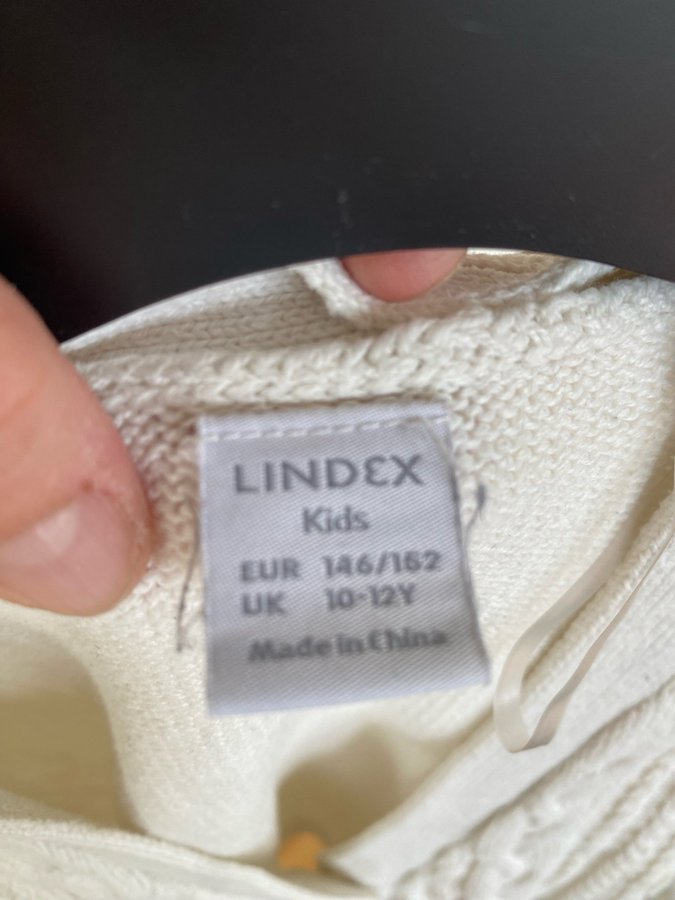 LINDEX
Kids
EUR 146/152
UK 10-12Y
Made in China